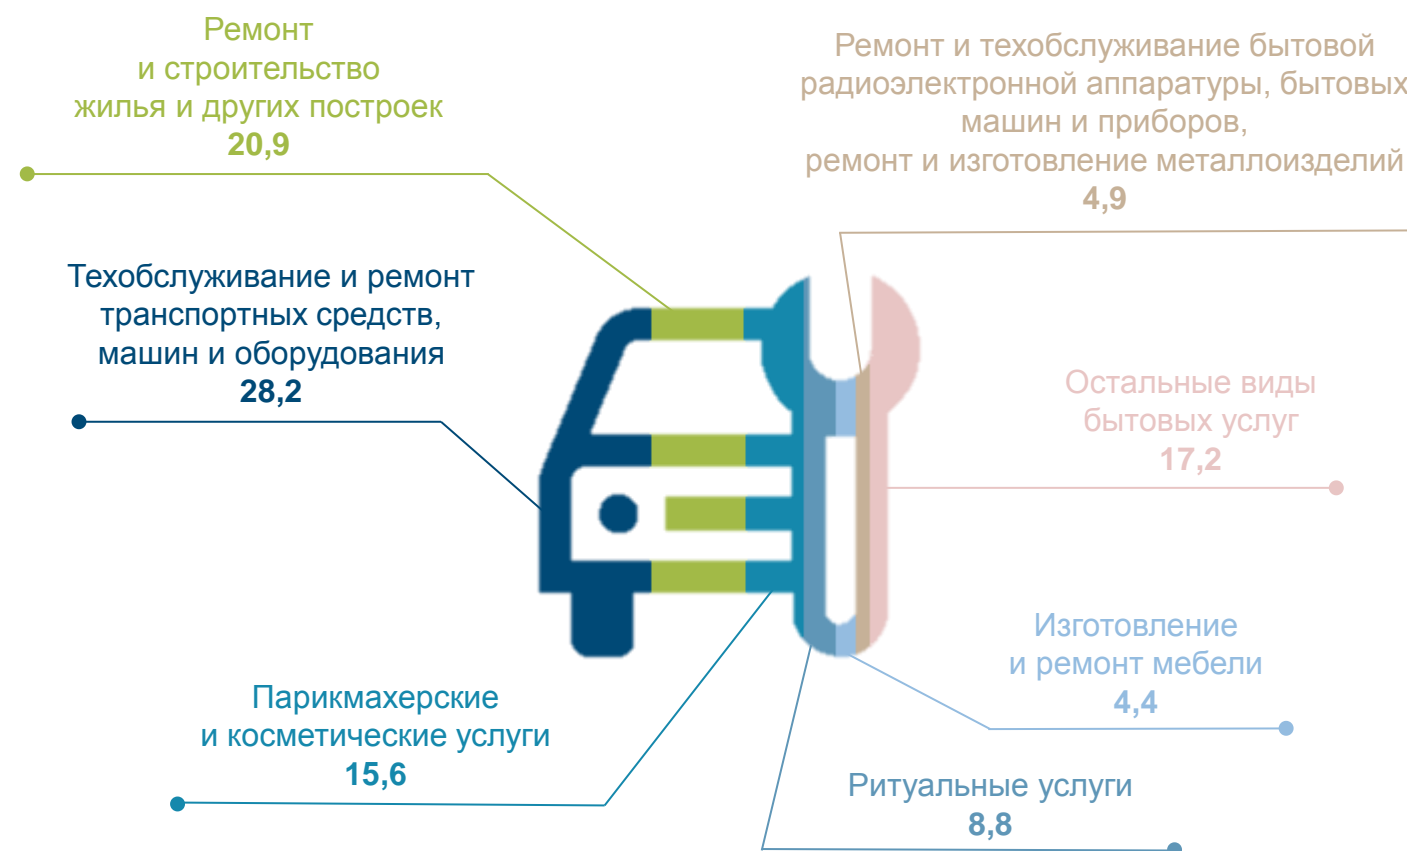 Ремонт
и строительство
жилья и других построек
20,9
Ремонт и техобслуживание бытовой
радиоэлектронной аппаратуры, бытовых
машин и приборов,
ремонт и изготовление металлоизделий
4,9
Техобслуживание и ремонт
транспортных средств,
машин и оборудования
28,2
Остальные виды
бытовых услуг
17,2
Изготовление
и ремонт мебели
4,4
Парикмахерские
и косметические услуги
15,6
Ритуальные услуги
8,8